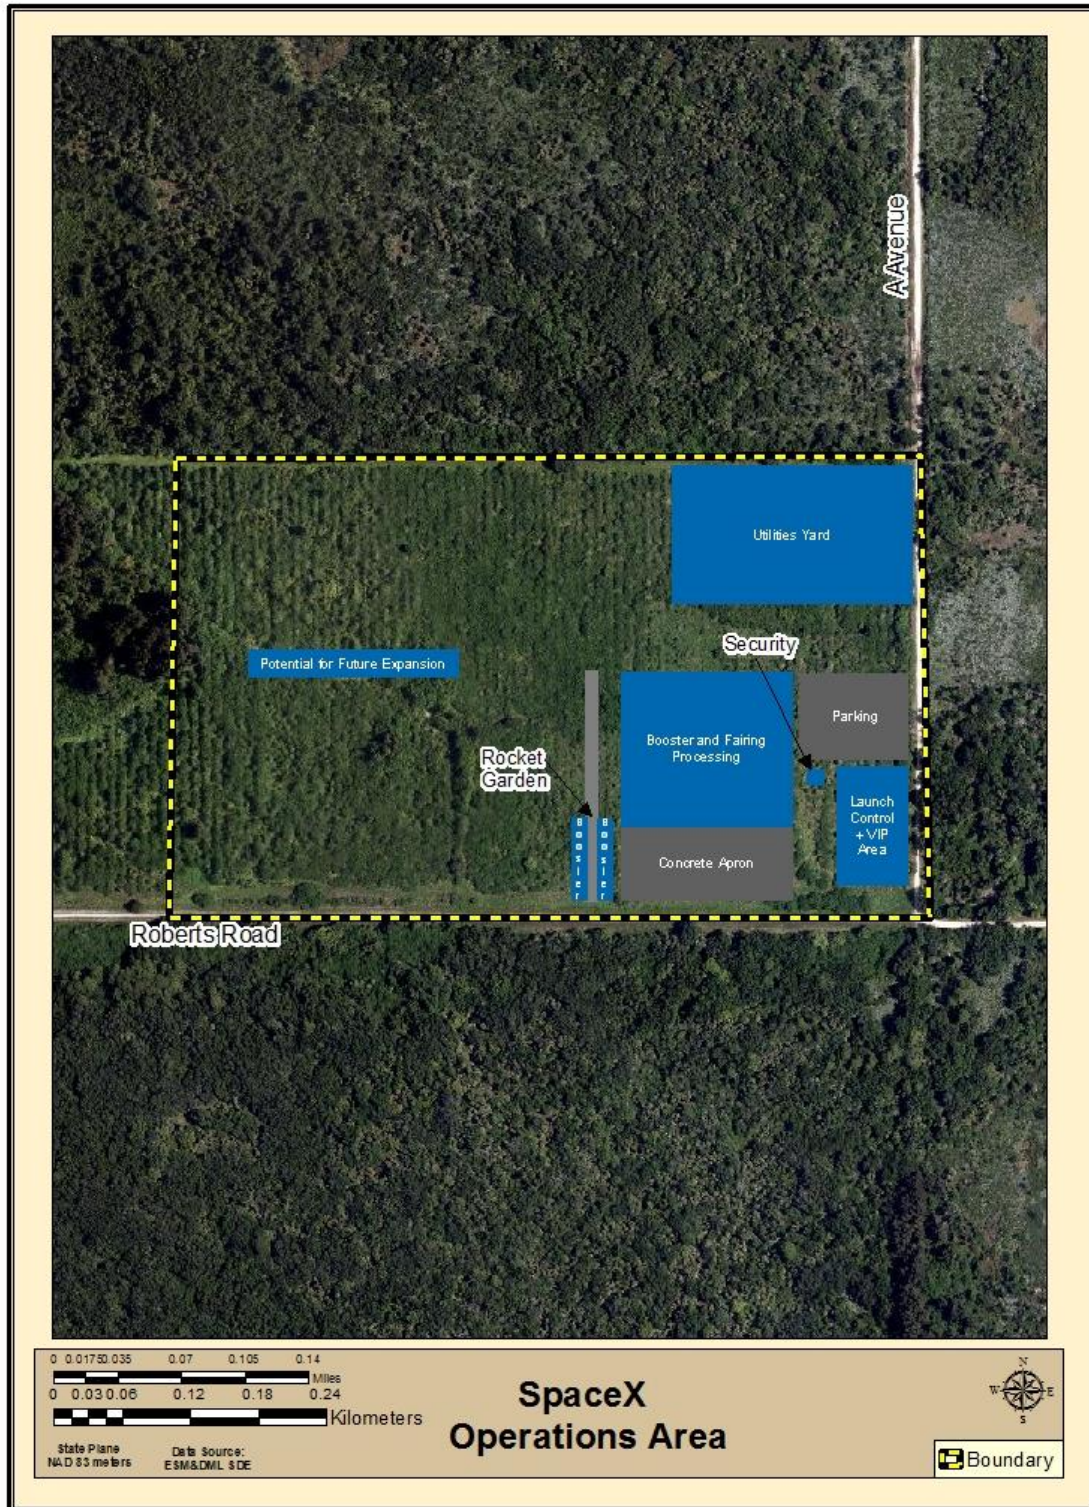 A Avenue
Utilities Yard
Security
Potential for Future Expansion
Parking
Booster and Fairing
Processing
Rocket
Garden
Launch
Control
+ VIP
Area
Booster
Booster
Concrete Apron
Roberts Road
0 0.0175 0.035 0.07 0.105 0.14
Miles
0 0.03 0.06 0.12 0.18 0.24
Kilometers
State Plane
NAD 83 meters
Data Source:
ESM&DML SDE
SpaceX
Operations Area
N
W E
S
Boundary